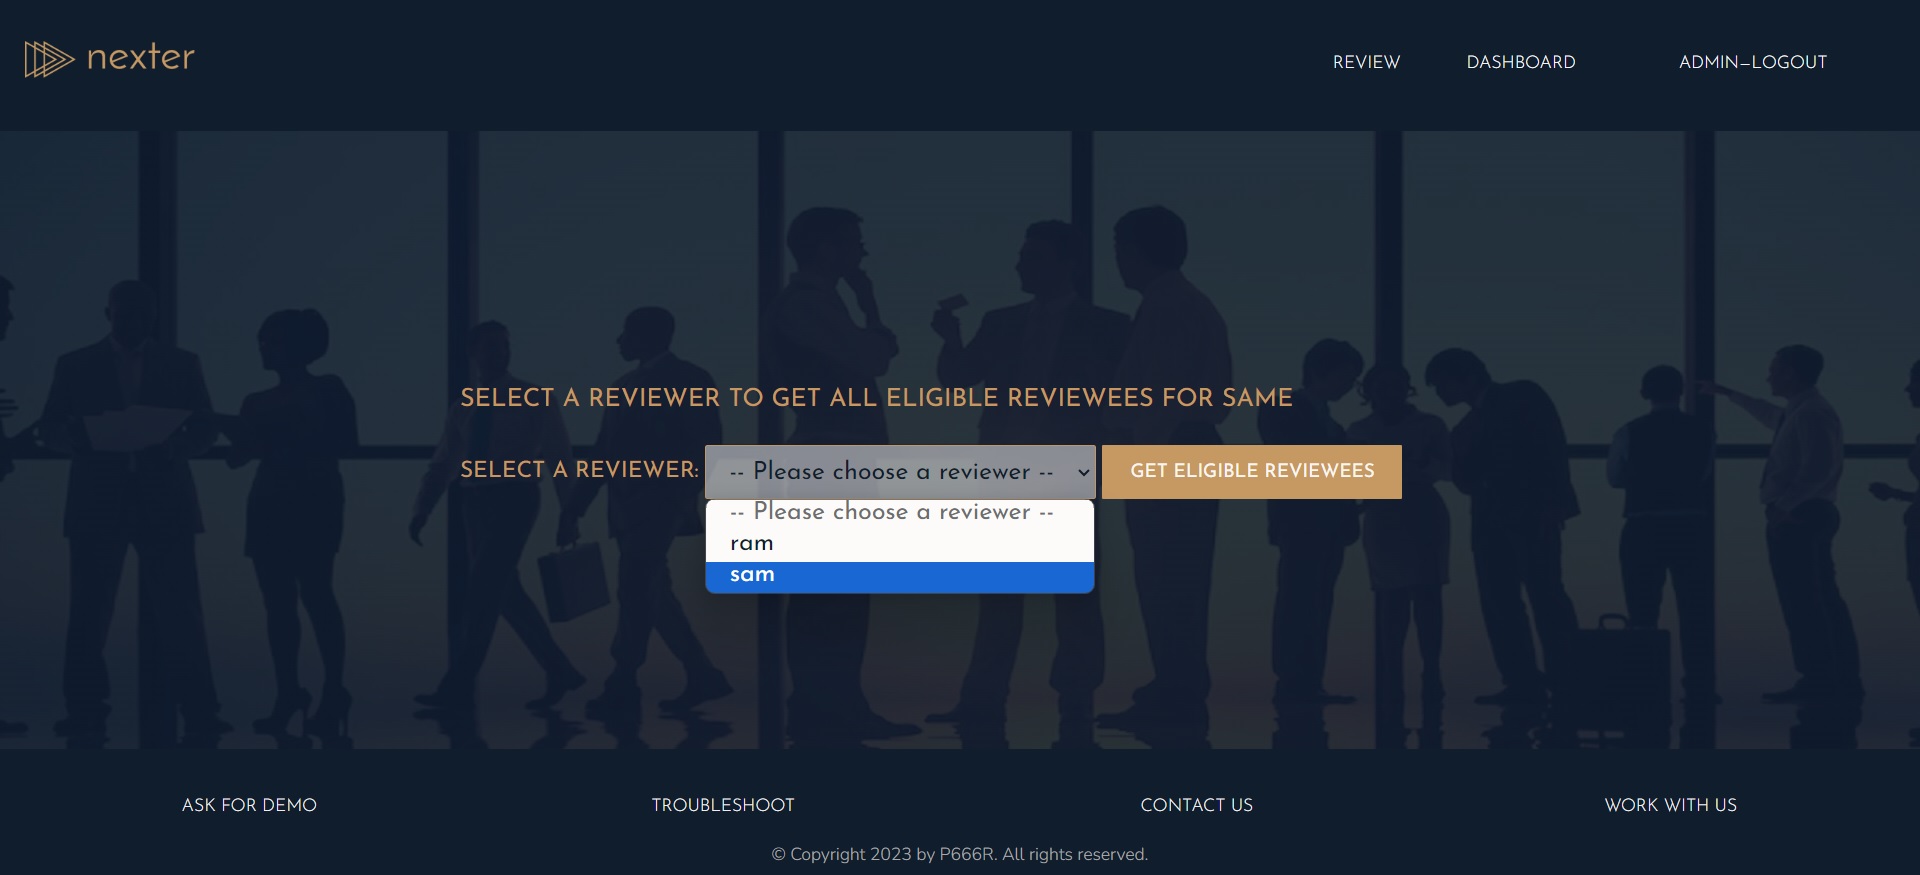 nexter
REVIEW DASHBOARD ADMIN–LOGOUT
SELECT A REVIEWER TO GET ALL ELIGIBLE REVIEWEES FOR SAME
SELECT A REVIEWER: -- Please choose a reviewer -- GET ELIGIBLE REVIEWEES
-- Please choose a reviewer --
ram
sam
ASK FOR DEMO TROUBLESHOOT CONTACT US WORK WITH US
© Copyright 2023 by P666R. All rights reserved.